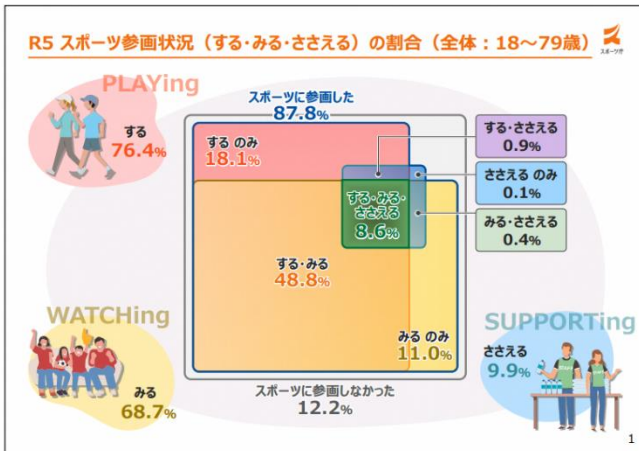 R5 スポーツ参画状況（する・みる・ささえる）の割合（全体：18～79歳）
スポーツ庁
PLAYing
する
76.4%
スポーツに参画した
87.8%
する のみ
18.1%
する・ささえる
0.9%
ささえる のみ
0.1%
みる・ささえる
0.4%
する・みる・
ささえる
8.6%
する・みる
48.8%
みる のみ
11.0%
WATCHing
みる
68.7%
SUPPORTing
ささえる
9.9%
スポーツに参画しなかった
12.2%
1